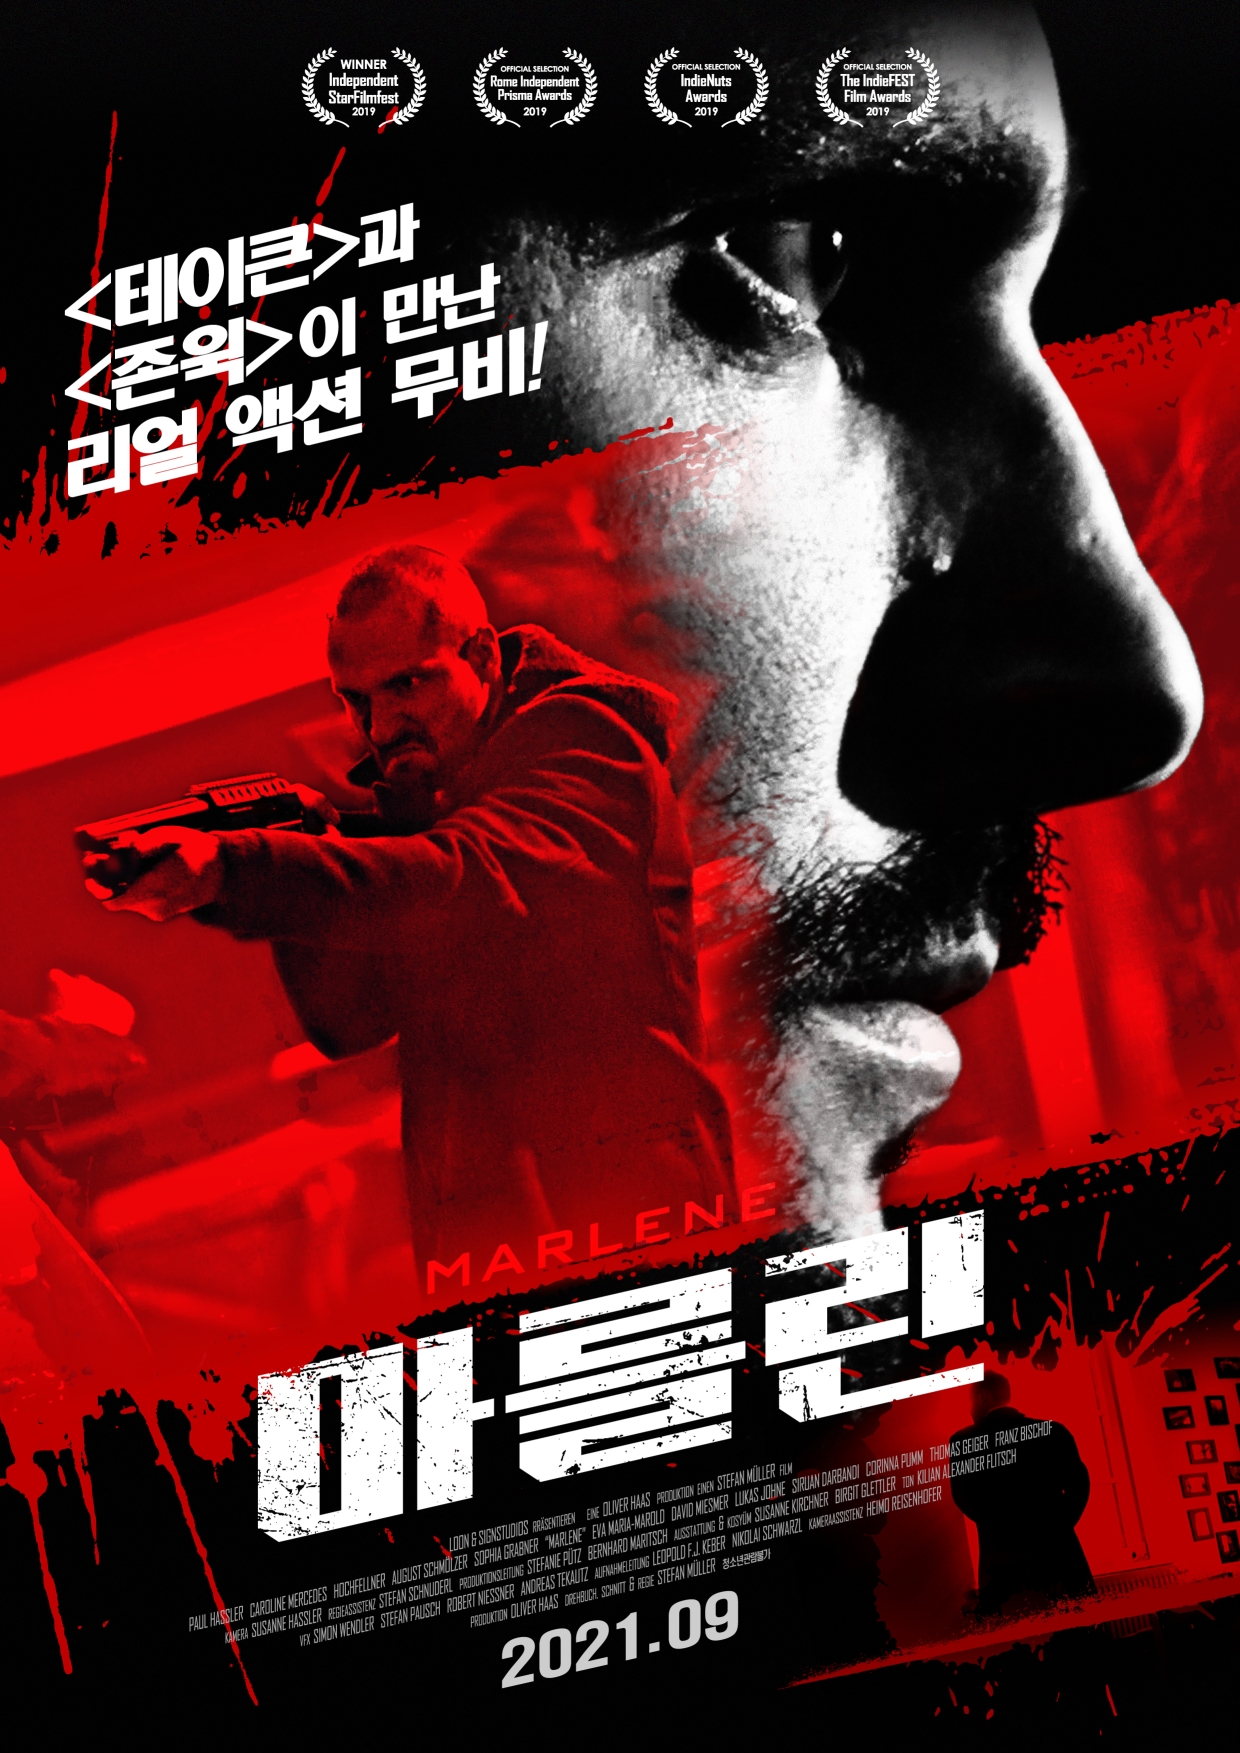 WINNER
Independent
StarFilmfest
2019
OFFICIAL SELECTION
Rome Independent
Prisma Awards
2019
OFFICIAL SELECTION
IndieNuts
Awards
2019
OFFICIAL SELECTION
The IndieFEST
Film Awards
2019
<테이큰>과
<존윅>이 만난
리얼 액션 무비!
MARLENE
마를린
LOON & SIGNSTUDIOS PRÄSENTIEREN EINE OLIVER HAAS PRODUKTION EINEN STEFAN MÜLLER FILM
PAUL HASSLER CAROLINE MERCEDES HOCHFELLNER AUGUST SCHMÖLZER SOPHIA GRABNER "MARLENE" EVA MARIA-MAROLD DAVID MIESMER LUKAS JOHNE SIRUAN DARBANDI CORINNA PUMM THOMAS GEIGER FRANZ BISCHOF
KAMERA SUSANNE HASSLER REGIEASSISTENZ STEFAN SCHNUDERL PRODUKTIONSLEITUNG STEFANIE PÜTZ BERNHARD MARITSCH AUSSTATTUNG & KOSYÜM SUSANNE KIRCHNER BIRGIT GLETTLER TON KILIAN ALEXANDER FLITSCH
VFX SIMON WENDLER STEFAN PAUSCH ROBERT NIESSNER ANDREAS TEKAUTZ AUFNAHMELEITUNG LEOPOLD F.J. KEBER NIKOLAI SCHWARZL KAMERAASSISTENZ HEIMO REISENHOFER
PRODUKTION OLIVER HAAS DREHBUCH. SCHNITT & REGIE STEFAN MÜLLER 청소년관람불가
2021.09